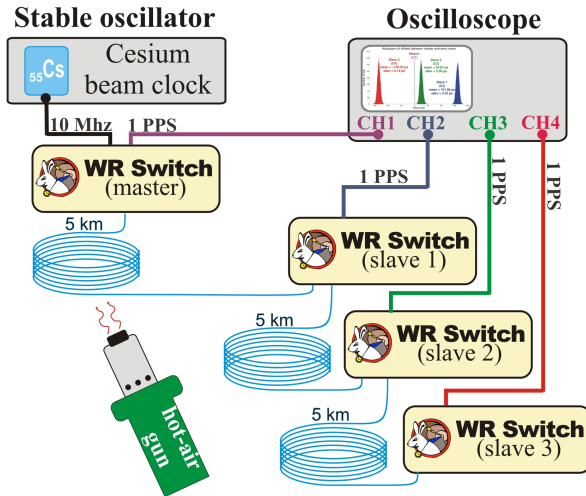 Stable oscillator
Oscilloscope
55Cs
Cesium
beam clock
CH1
CH2
CH3
CH4
10 Mhz
1 PPS
WR Switch
(master)
5 km
1 PPS
1 PPS
1 PPS
WR Switch
(slave 1)
5 km
WR Switch
(slave 2)
5 km
WR Switch
(slave 3)
hot-air
gun